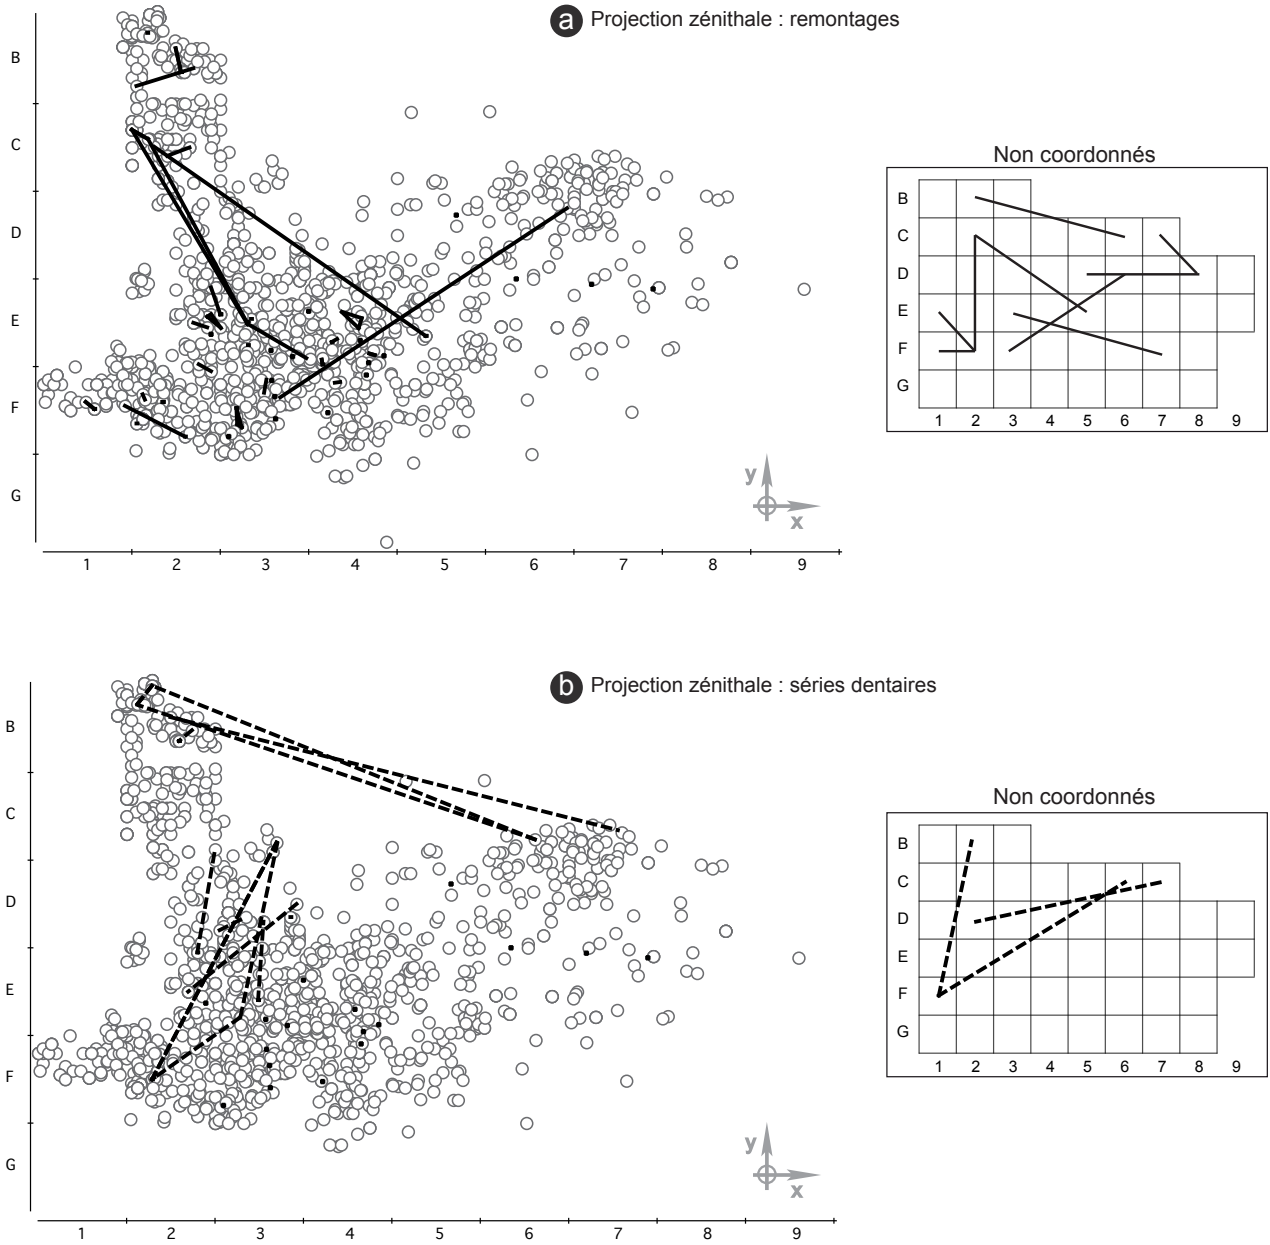 a Projection zénithale : remontages
B
C
D
E
F
G
1 2 3 4 5 6 7 8 9
y
x
Non coordonnés
B
C
D
E
F
G
1 2 3 4 5 6 7 8 9
b Projection zénithale : séries dentaires
B
C
D
E
F
G
1 2 3 4 5 6 7 8 9
y
x
Non coordonnés
B
C
D
E
F
G
1 2 3 4 5 6 7 8 9